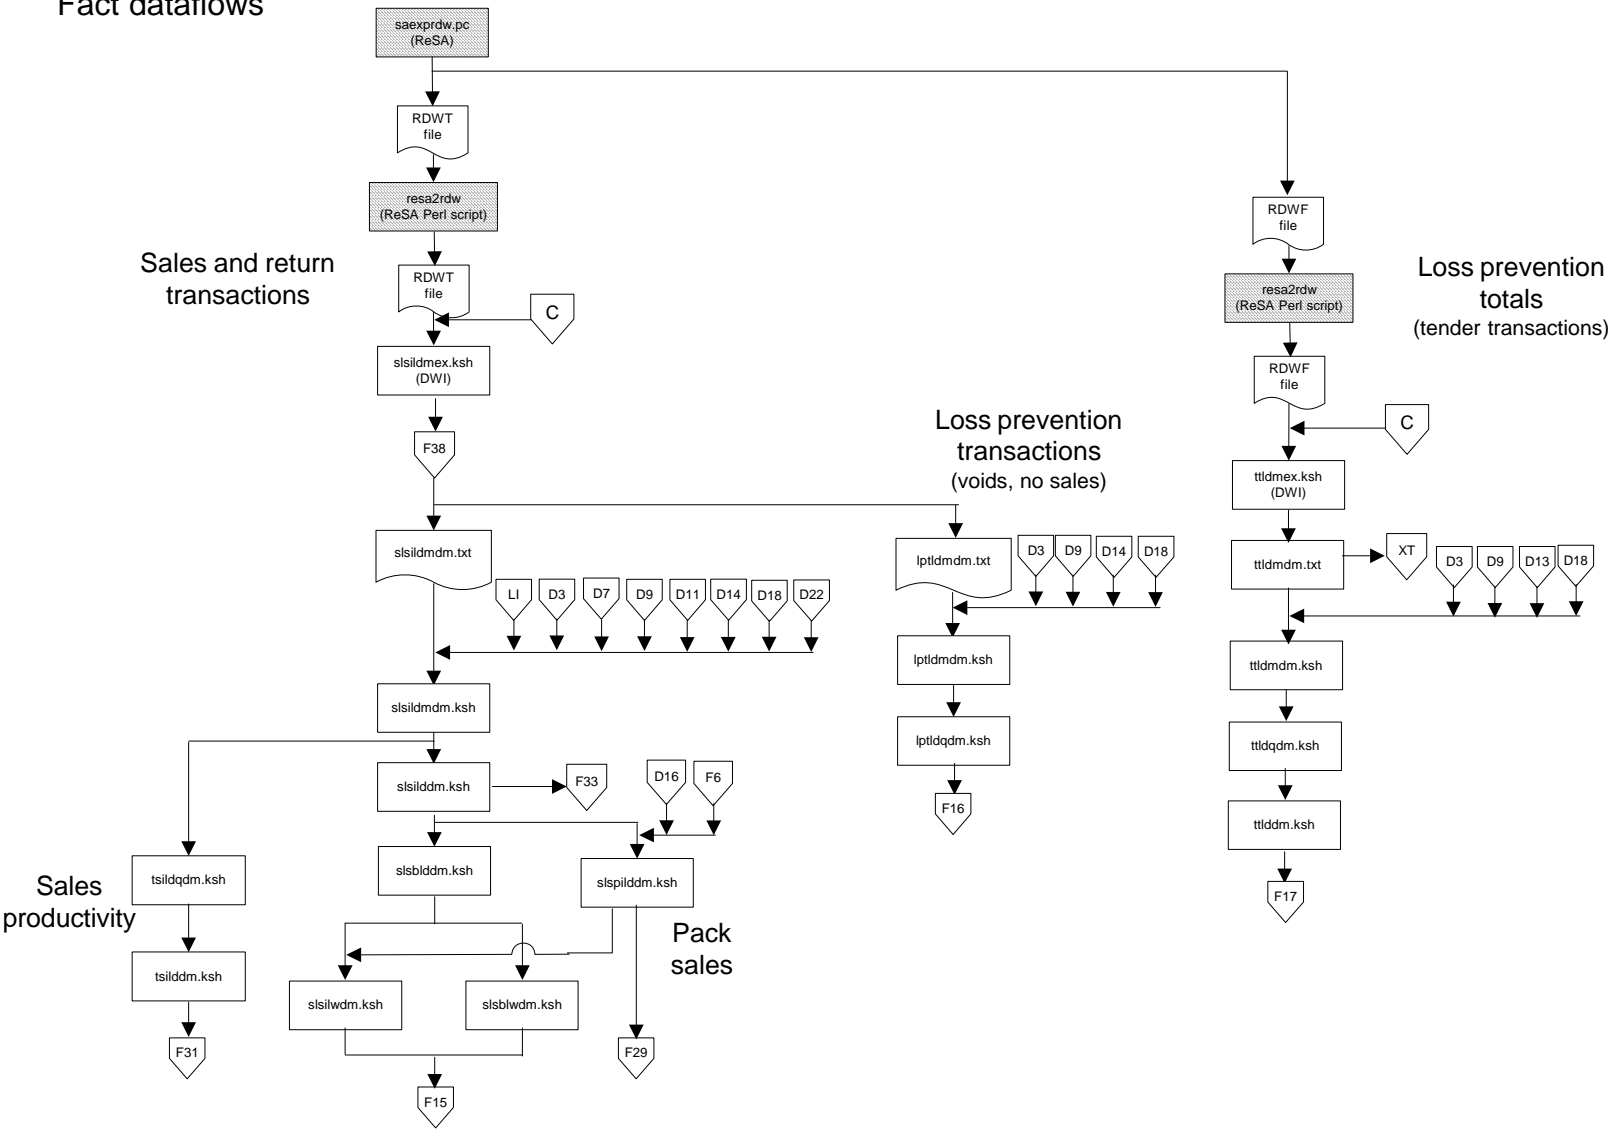 Fact dataflows
saexprdw.pc
(ReSA)
RDWT
file
resa2rdw
(ReSA Perl script)
RDWF
file
Sales and return
transactions
RDWT
file
C
Loss prevention
totals
(tender transactions)
resa2rdw
(ReSA Perl script)
slsildmex.ksh
(DWI)
RDWF
file
F38
Loss prevention
transactions
(voids, no sales)
C
ttldmex.ksh
(DWI)
slsildmdm.txt
lptldmdm.txt
D3
D9
D14
D18
ttldmdm.txt
XT
D3
D9
D13
D18
LI
D3
D7
D9
D11
D14
D18
D22
lptldmdm.ksh
ttldmdm.ksh
slsildmdm.ksh
lptldqdm.ksh
ttldqdm.ksh
slsilddm.ksh
F33
D16
F6
F16
ttlddm.ksh
Sales
productivity
tsildqdm.ksh
slsblddm.ksh
slspilddm.ksh
F17
Pack
sales
tsilddm.ksh
slsilwdm.ksh
slsblwdm.ksh
F31
F29
F15